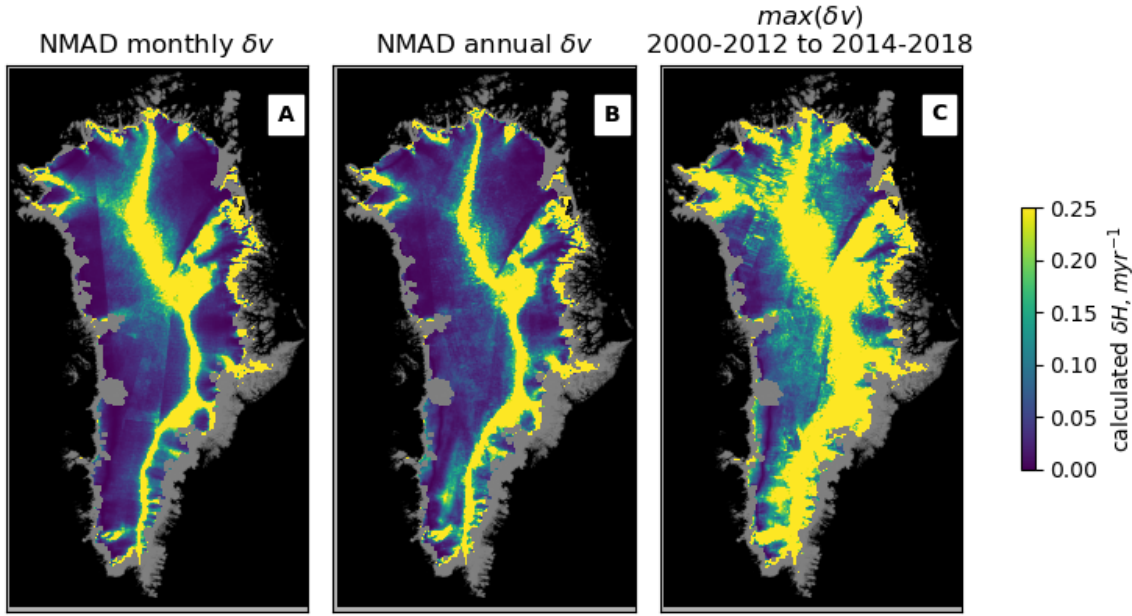 NMAD monthly δv
NMAD annual δv
max(δv)
2000-2012 to 2014-2018
A
B
C
0.25
0.20
0.15
0.10
0.05
0.00
calculated δH, myr⁻¹